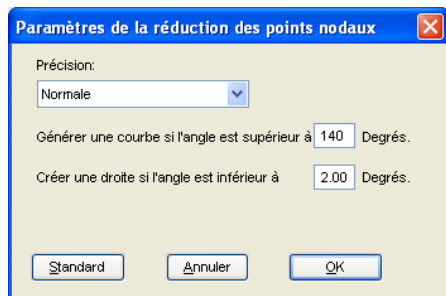 Paramètres de la réduction des points nodaux
Précision:
Normale
Générer une courbe si l'angle est supérieur à 140 Degrés.
Créer une droite si l'angle est inférieur à 2.00 Degrés.
Standard Annuler OK